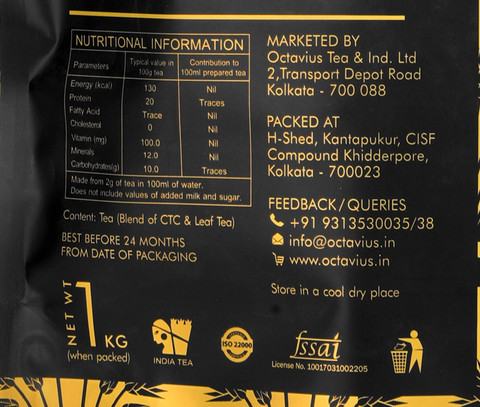 NUTRITIONAL INFORMATION
Parameters Typical value in 100g tea Contribution to 100ml prepared tea
Energy (kcal) 130 Nil
Protein 20 Traces
Fatty Acid Trace Nil
Cholesterol 0 Nil
Vitamin (mg) 100.0 Nil
Minerals 12.0 Nil
Carbohydrates(g) 10.0 Traces
Made from 2g of tea in 100ml of water.
Does not include values of added milk and sugar.
Content: Tea (Blend of CTC & Leaf Tea)
BEST BEFORE 24 MONTHS
FROM DATE OF PACKAGING
NET WT 1 KG
(when packed)
MARKETED BY
Octavius Tea & Ind. Ltd
2,Transport Depot Road
Kolkata - 700 088
PACKED AT
H-Shed, Kantapukur, CISF
Compound Khidderpore,
Kolkata - 700023
FEEDBACK/QUERIES
+91 9313530035/38
info@octavius.in
www.octavius.in
Store in a cool dry place
INDIA TEA
ISO 22000
fssai
License No. 10017031002205